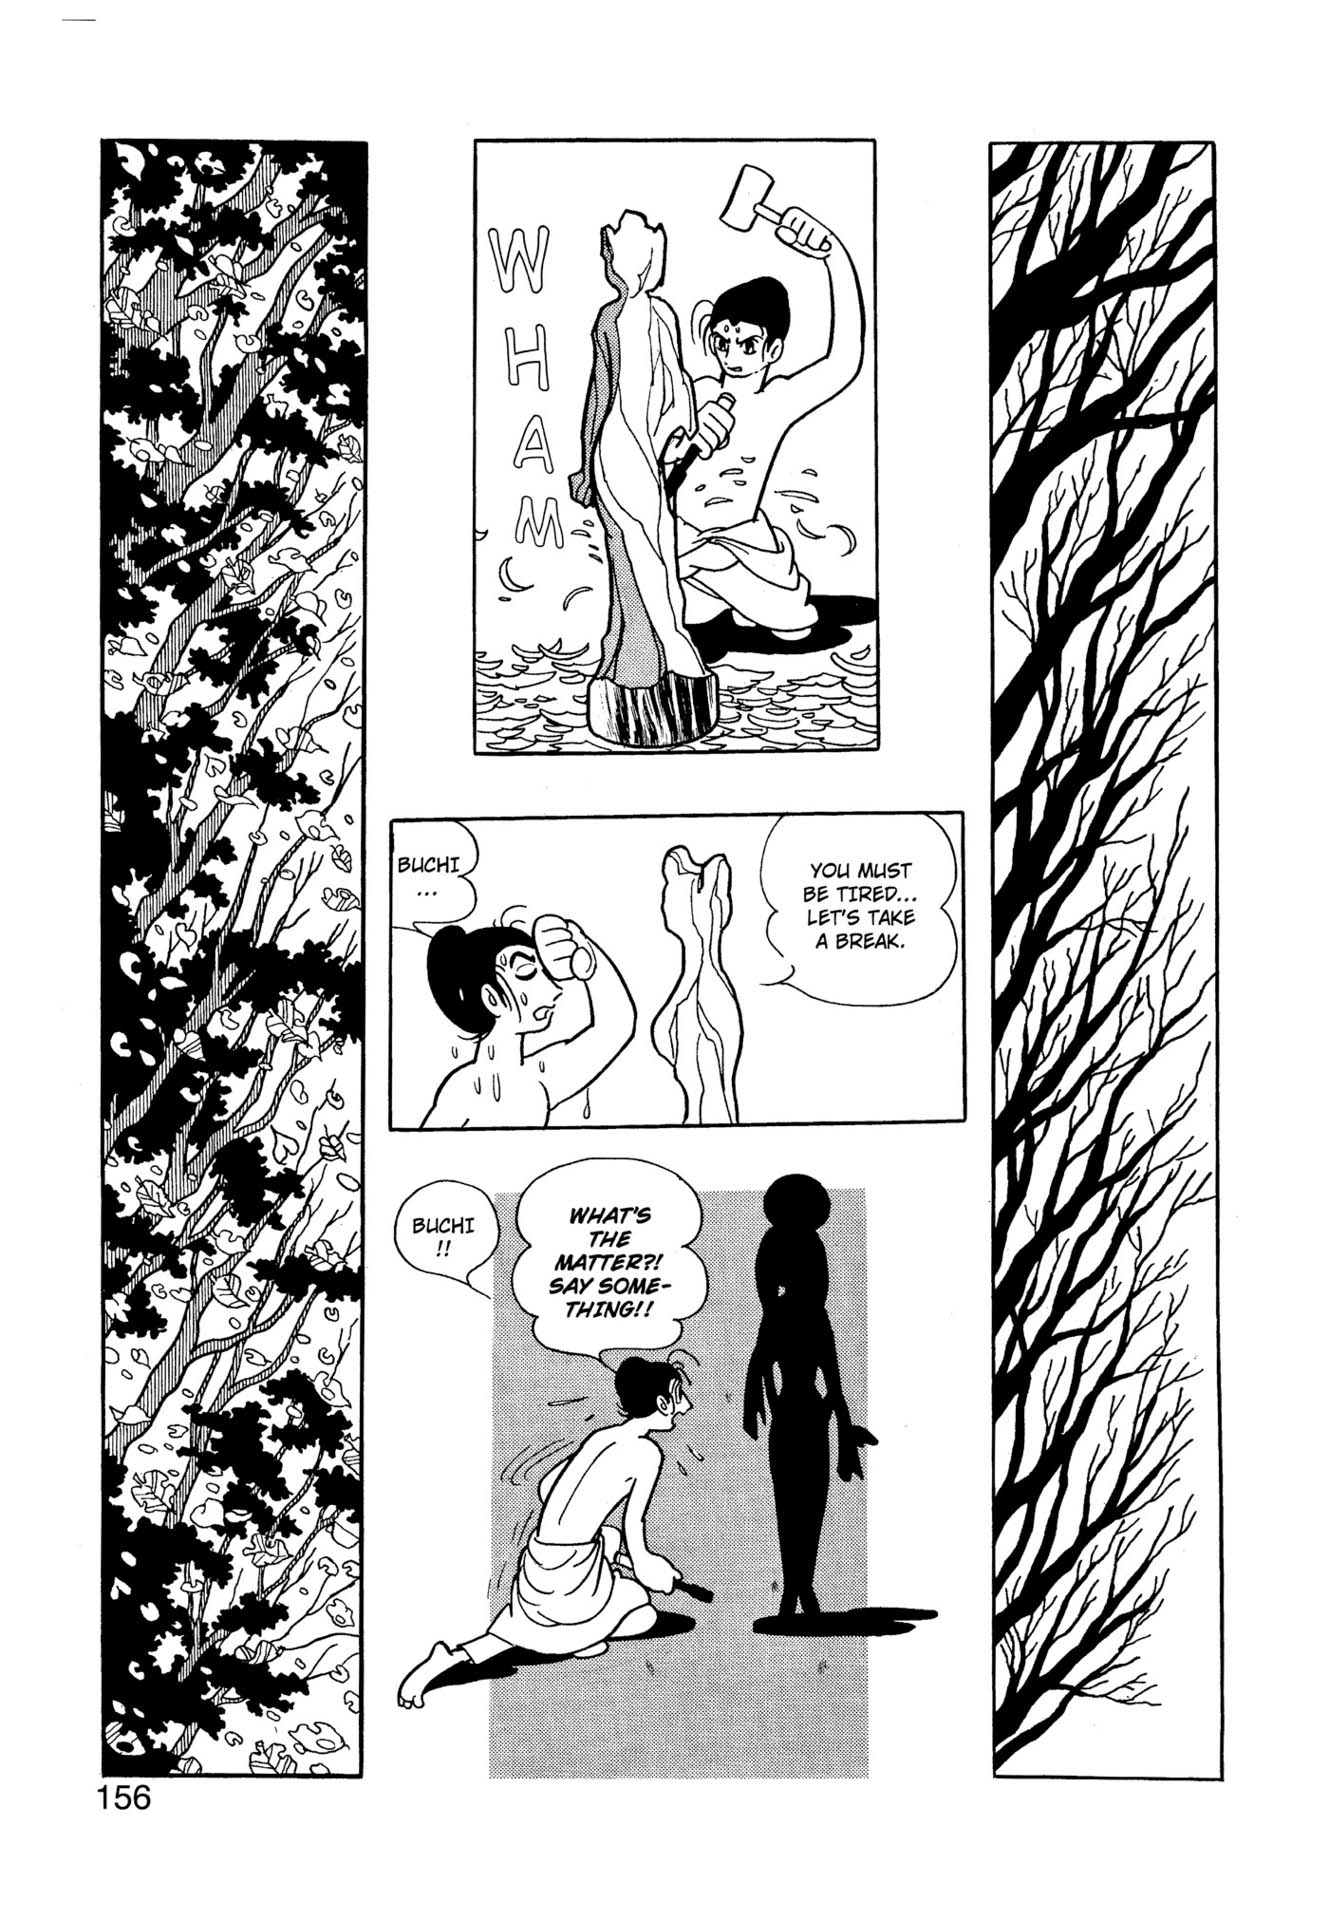 WHAM
BUCHI
...
YOU MUST
BE TIRED...
LET'S TAKE
A BREAK.
BUCHI
!!
WHAT'S
THE
MATTER?!
SAY SOME-
THING!!
156